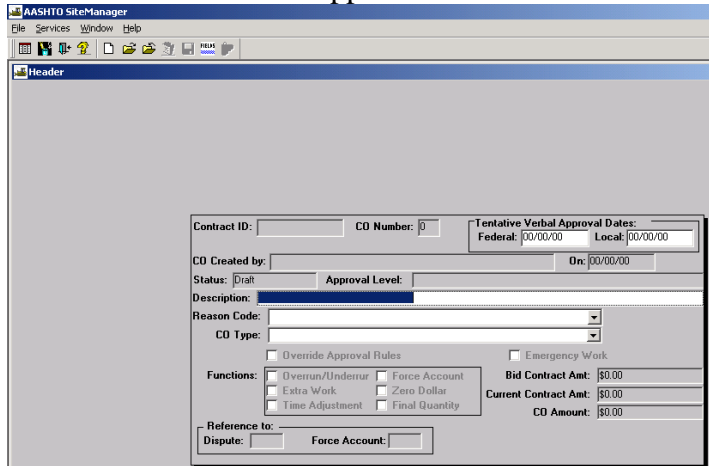 AASHTO SiteManager
File Services Window Help
FIELDS
Header
Contract ID: CO Number: 0 Tentative Verbal Approval Dates:
Federal: 00/00/00 Local: 00/00/00
CO Created by: On: 00/00/00
Status: Draft Approval Level:
Description:
Reason Code:
CO Type:
Override Approval Rules Emergency Work
Functions: Overrun/Underrur Force Account Bid Contract Amt: $0.00
Extra Work Zero Dollar Current Contract Amt: $0.00
Time Adjustment Final Quantity CO Amount: $0.00
Reference to:
Dispute: Force Account: